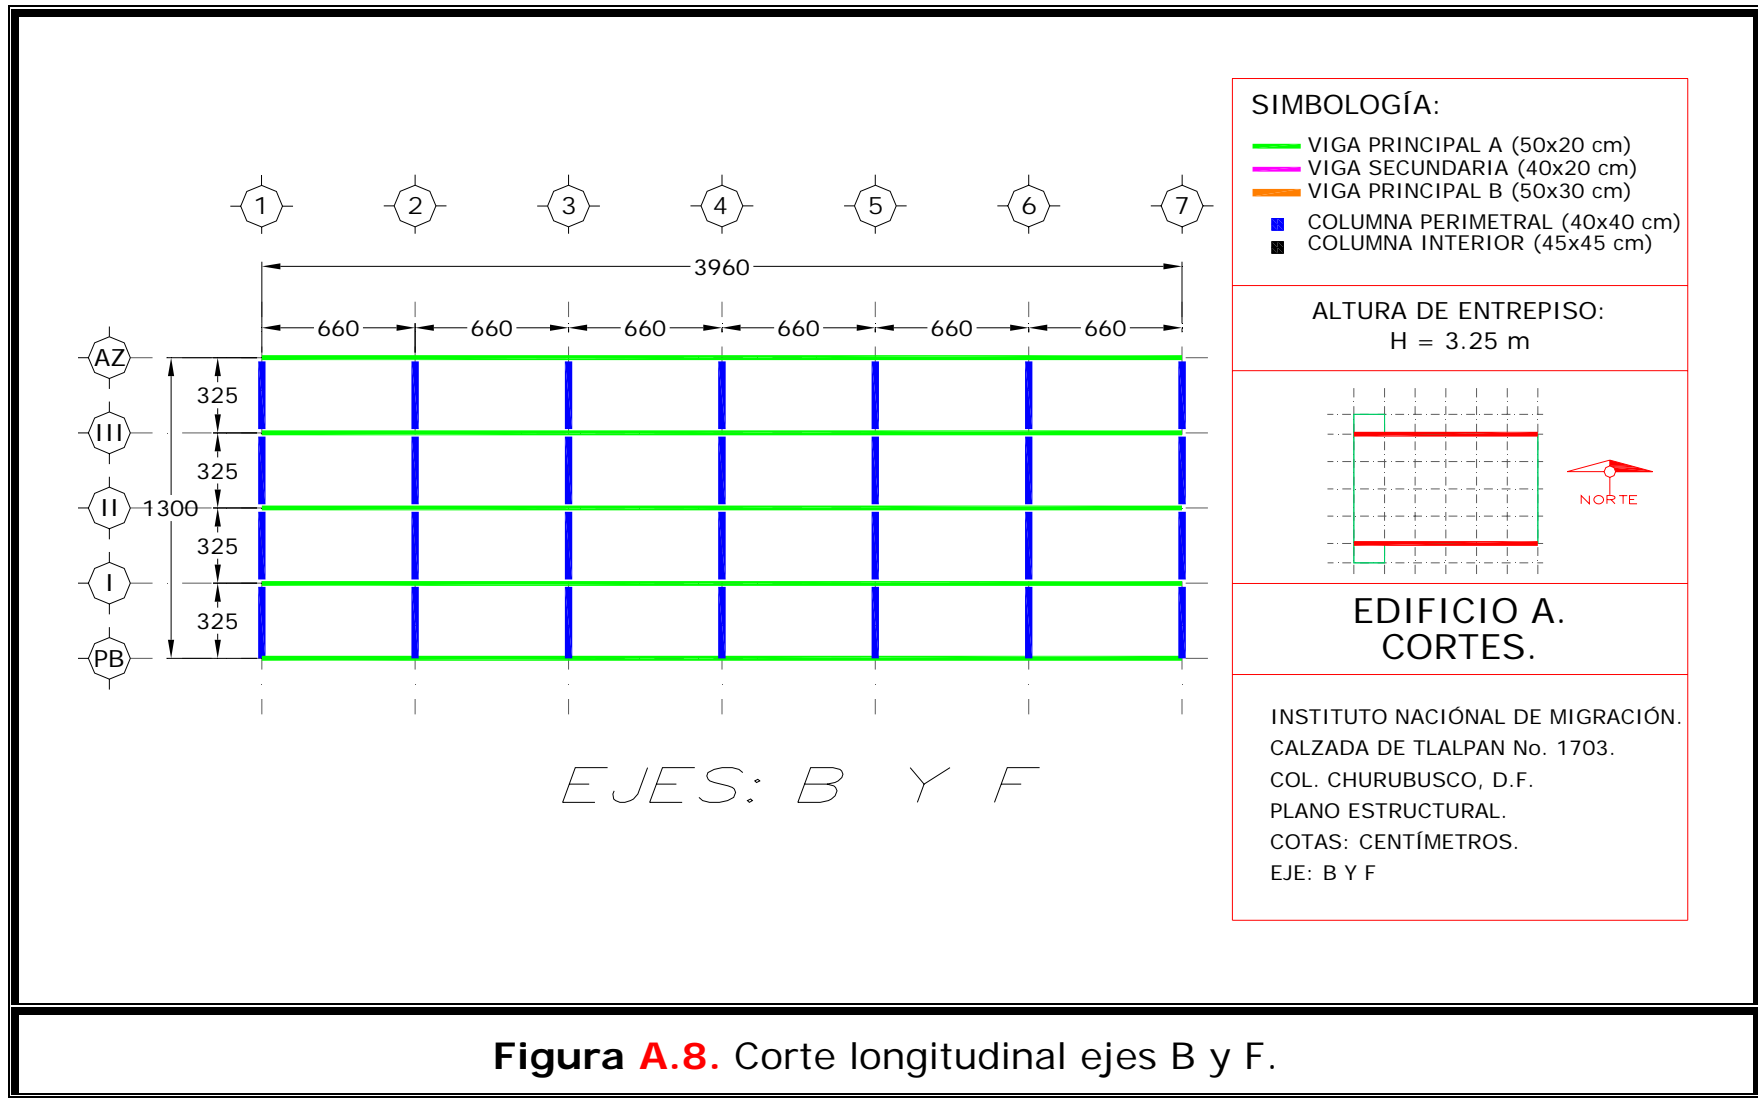 1 2 3 4 5 6 7
3960
660 660 660 660 660 660
AZ
325
III
325
II 1300
325
I
325
PB
EJES: B Y F
SIMBOLOGÍA:
VIGA PRINCIPAL A (50x20 cm)
VIGA SECUNDARIA (40x20 cm)
VIGA PRINCIPAL B (50x30 cm)
COLUMNA PERIMETRAL (40x40 cm)
COLUMNA INTERIOR (45x45 cm)
ALTURA DE ENTREPISO:
H = 3.25 m
NORTE
EDIFICIO A.
CORTES.
INSTITUTO NACIÓNAL DE MIGRACIÓN.
CALZADA DE TLALPAN No. 1703.
COL. CHURUBUSCO, D.F.
PLANO ESTRUCTURAL.
COTAS: CENTÍMETROS.
EJE: B Y F
Figura A.8. Corte longitudinal ejes B y F.